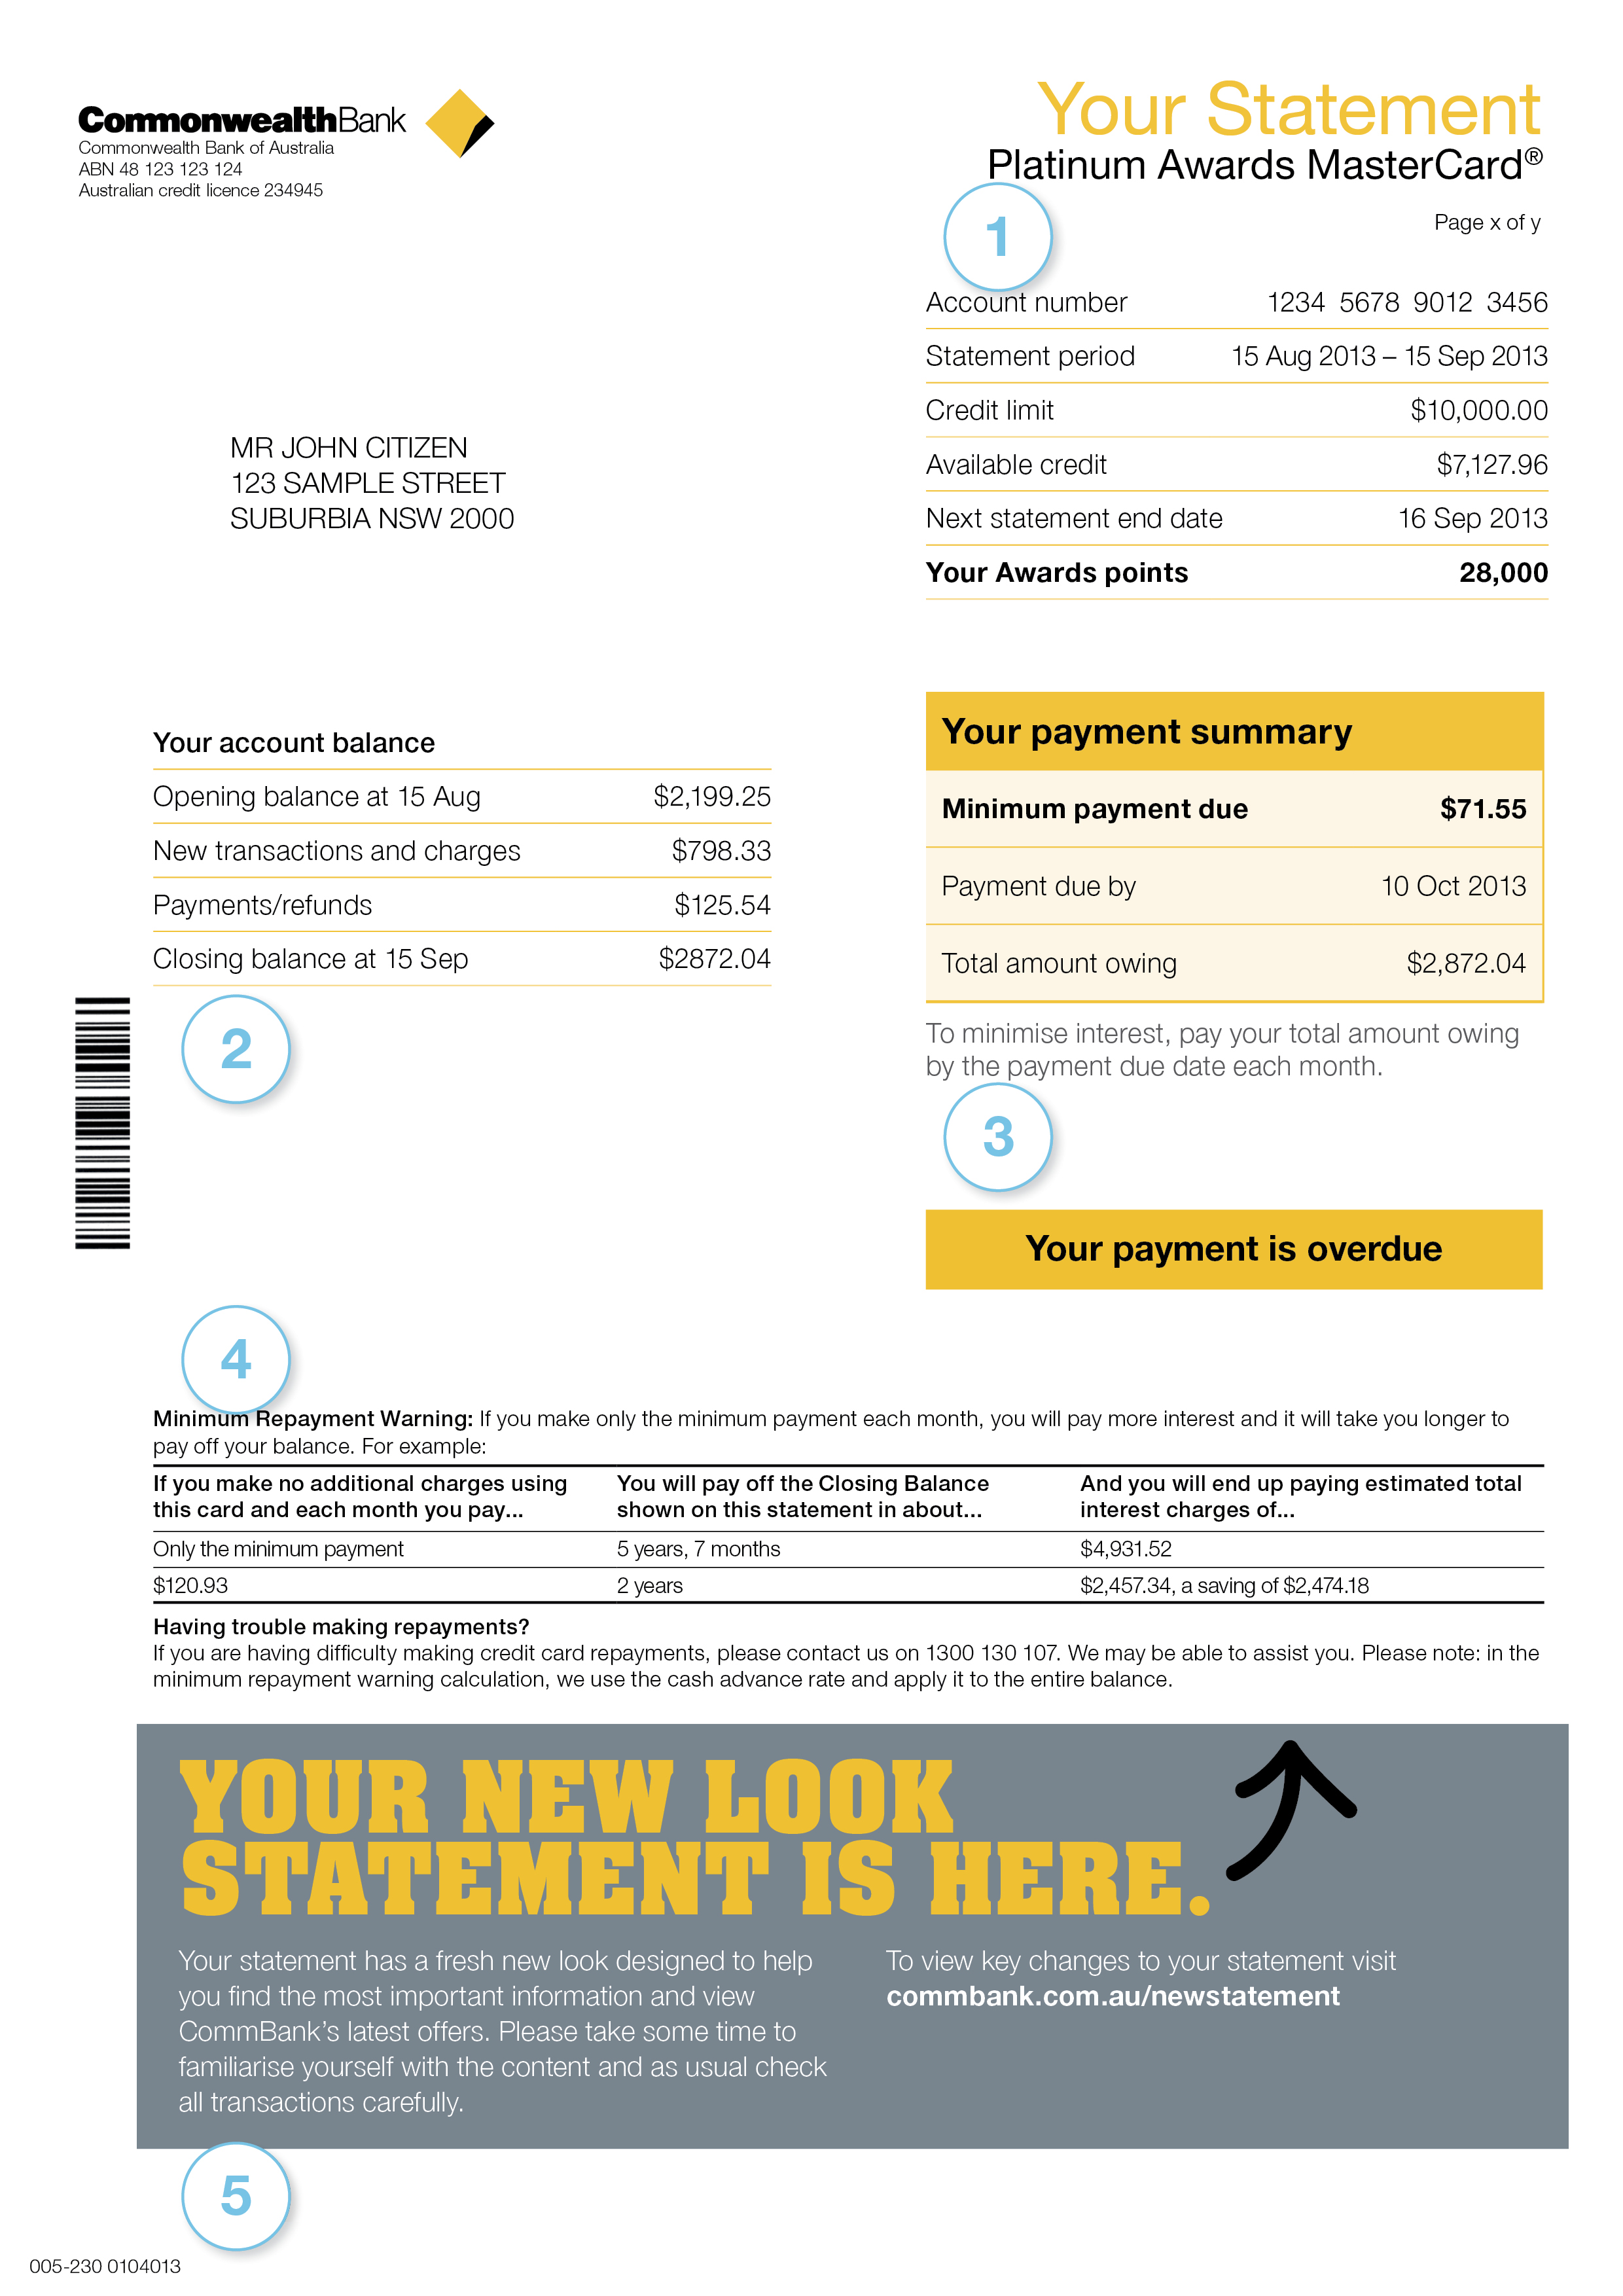 CommonwealthBank
Commonwealth Bank of Australia
ABN 48 123 123 124
Australian credit licence 234945
Your Statement
Platinum Awards MasterCard®
Page x of y
1
Account number 1234 5678 9012 3456
Statement period 15 Aug 2013 – 15 Sep 2013
Credit limit $10,000.00
Available credit $7,127.96
Next statement end date 16 Sep 2013
Your Awards points 28,000
MR JOHN CITIZEN
123 SAMPLE STREET
SUBURBIA NSW 2000
Your account balance
Opening balance at 15 Aug $2,199.25
New transactions and charges $798.33
Payments/refunds $125.54
Closing balance at 15 Sep $2872.04
2
Your payment summary
Minimum payment due $71.55
Payment due by 10 Oct 2013
Total amount owing $2,872.04
To minimise interest, pay your total amount owing
by the payment due date each month.
3
Your payment is overdue
4
Minimum Repayment Warning: If you make only the minimum payment each month, you will pay more interest and it will take you longer to
pay off your balance. For example:
If you make no additional charges using
this card and each month you pay...
You will pay off the Closing Balance
shown on this statement in about...
And you will end up paying estimated total
interest charges of...
Only the minimum payment 5 years, 7 months $4,931.52
$120.93 2 years $2,457.34, a saving of $2,474.18
Having trouble making repayments?
If you are having difficulty making credit card repayments, please contact us on 1300 130 107. We may be able to assist you. Please note: in the
minimum repayment warning calculation, we use the cash advance rate and apply it to the entire balance.
YOUR NEW LOOK
STATEMENT IS HERE.
Your statement has a fresh new look designed to help
you find the most important information and view
CommBank's latest offers. Please take some time to
familiarise yourself with the content and as usual check
all transactions carefully.
To view key changes to your statement visit
commbank.com.au/newstatement
5
005-230 0104013